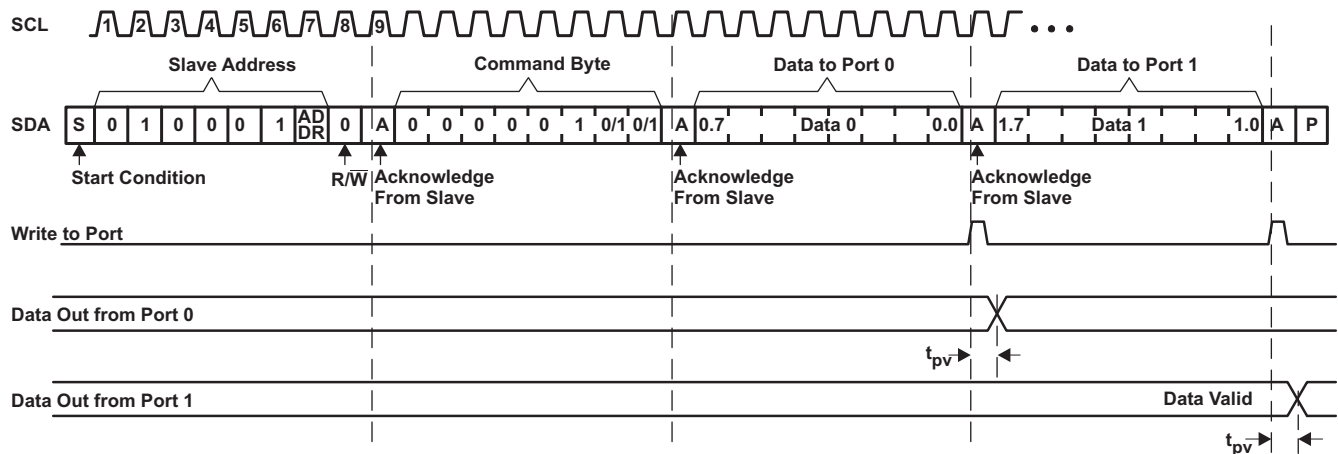 SCL 1 2 3 4 5 6 7 8 9 • • •
Slave Address Command Byte Data to Port 0 Data to Port 1
SDA S 0 1 0 0 0 1 AD DR 0 A 0 0 0 0 0 1 0/1 0/1 A 0.7 Data 0 0.0 A 1.7 Data 1 1.0 A P
Start Condition R/W̅ Acknowledge From Slave Acknowledge From Slave Acknowledge From Slave
Write to Port
Data Out from Port 0
tpv
Data Out from Port 1 Data Valid
tpv